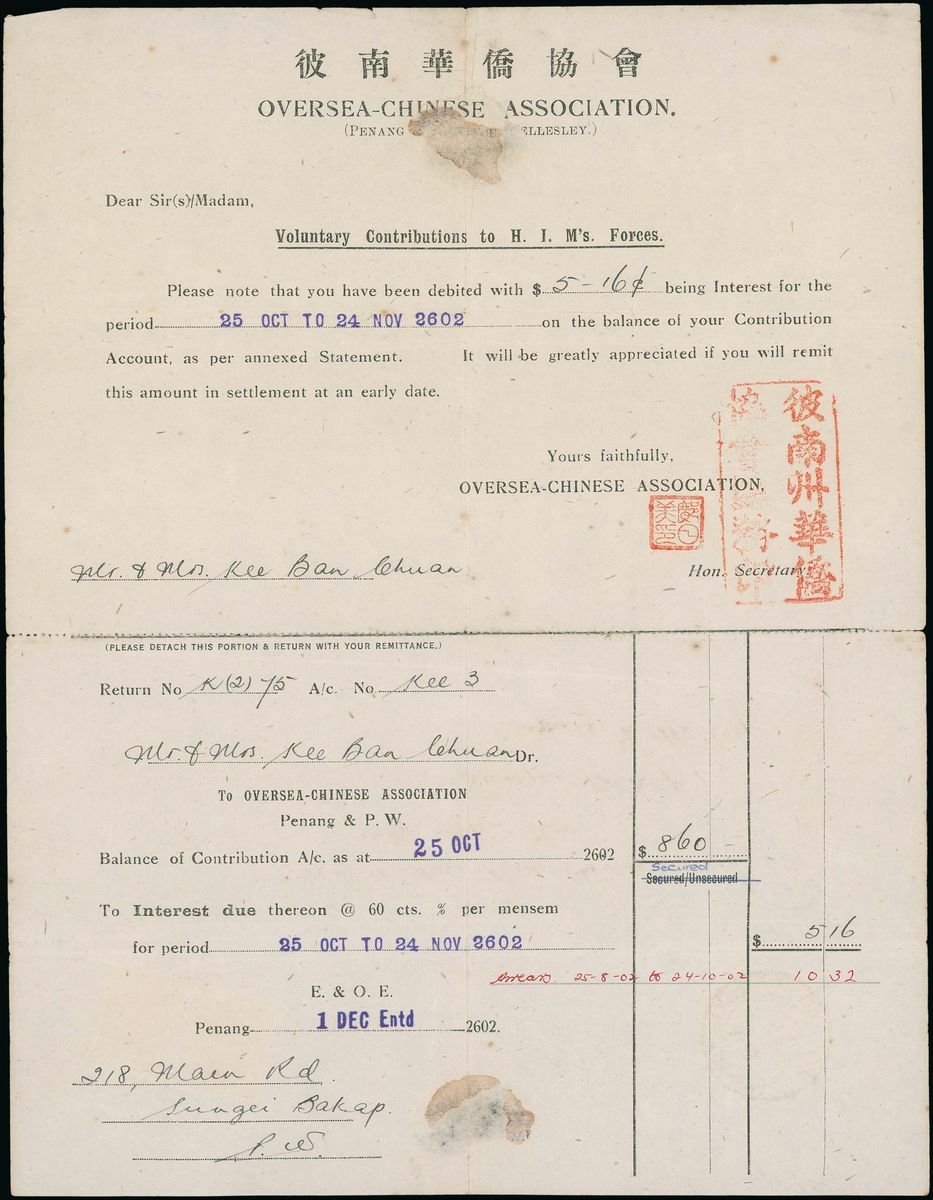 彼南華僑協會
OVERSEA-CHINESE ASSOCIATION.
(PENANG ELLESLEY.)
Dear Sir(s)/Madam,
Voluntary Contributions to H. I. M's. Forces.
Please note that you have been debited with $ 5-16¢ being Interest for the
period 25 OCT TO 24 NOV 2602 on the balance of your Contribution
Account, as per annexed Statement. It will be greatly appreciated if you will remit
this amount in settlement at an early date.
Yours faithfully,
OVERSEA-CHINESE ASSOCIATION,
彼南州華僑
Hon. Secretary.
Mr. & Mrs. Kee Ban Chuan
(PLEASE DETACH THIS PORTION & RETURN WITH YOUR REMITTANCE.)
Return No K(2) 75 A/c. No Kee 3
Mr. & Mrs. Kee Ban Chuan Dr.
To OVERSEA-CHINESE ASSOCIATION
Penang & P. W.
Balance of Contribution A/c. as at 25 OCT 2602 $ 860 -
Secured
Secured/Unsecured
To Interest due thereon @ 60 cts. % per mensem
for period 25 OCT TO 24 NOV 2602 $ 5 16
Arrears 25-8-02 to 24-10-02 10 32
E. & O. E.
Penang 1 DEC Entd 2602.
218, Main Rd.
Sungei Bakap.
P. W.